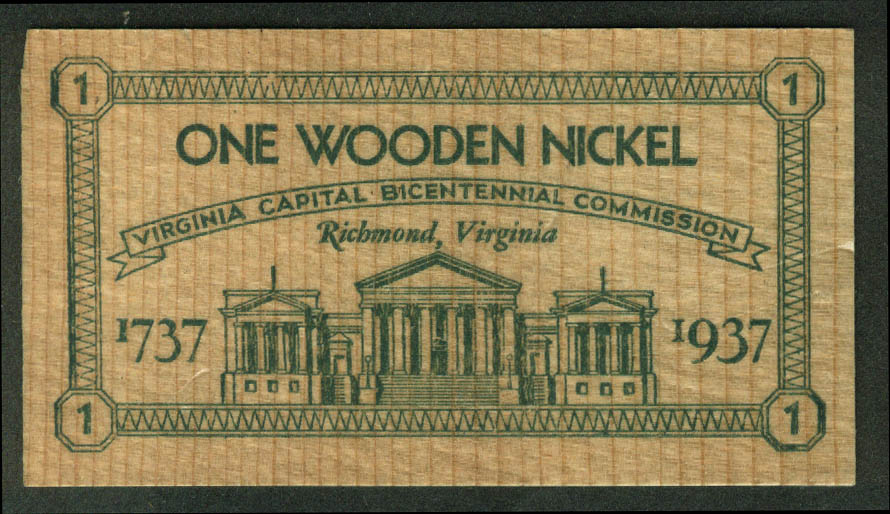 1 1
ONE WOODEN NICKEL
VIRGINIA CAPITAL BICENTENNIAL COMMISSION
Richmond, Virginia
1737 1937
1 1